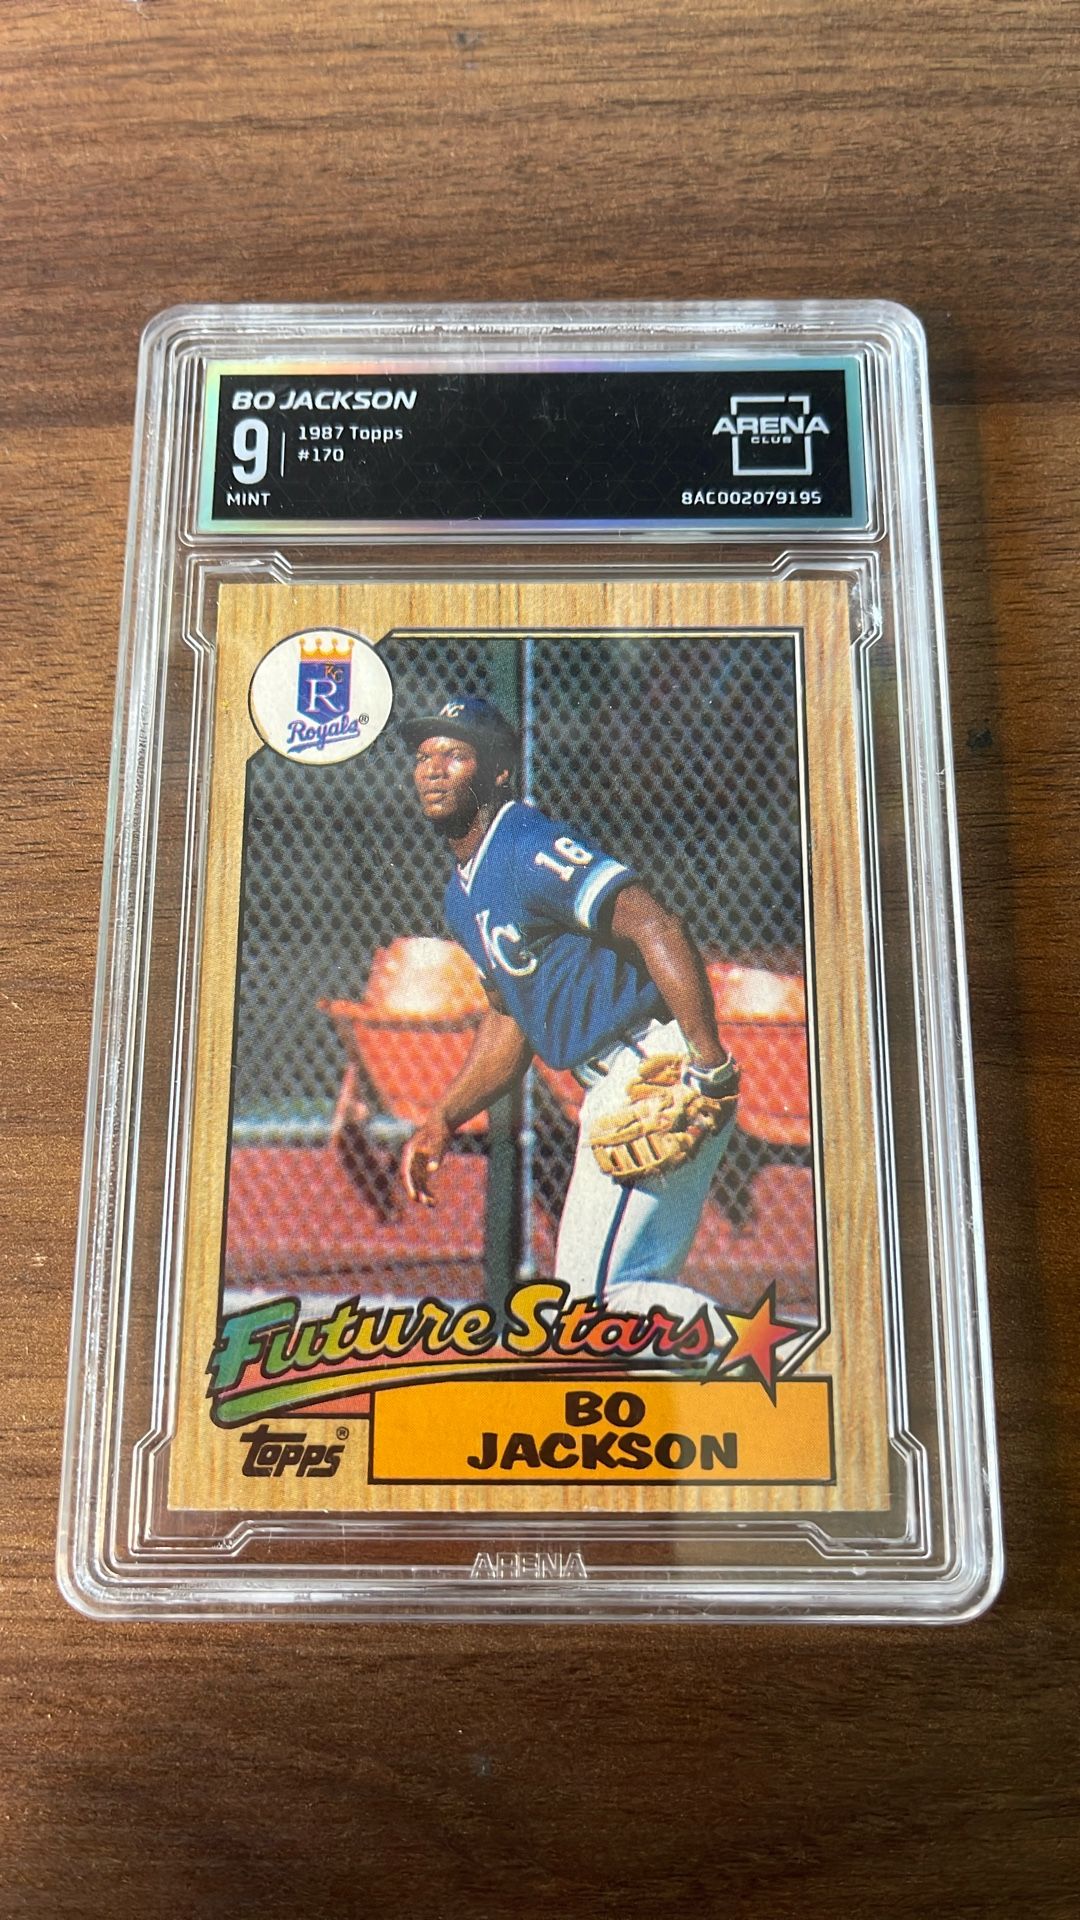 BO JACKSON
9
1987 Topps
#170
MINT
ARENA
CLUB
8AC002079195
KC
R
Royals®
KC
16
KC
Future Stars
Topps®
BO
JACKSON
ARENA